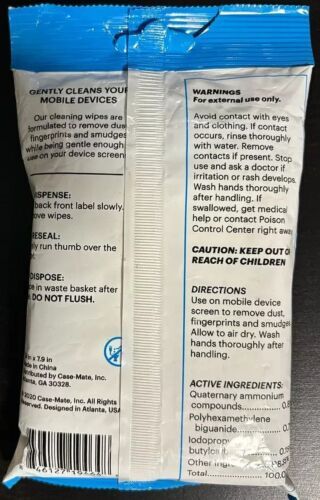 GENTLY CLEANS YOUR
MOBILE DEVICES
Our cleaning wipes are
formulated to remove dust
fingerprints and smudges
while being gentle enough
use on your device screen
DISPENSE:
back front label slowly.
wipes.
RESEAL:
run thumb over the
DISPOSE:
in waste basket after
DO NOT FLUSH.
in x 7.9 in
Made in China
Distributed by Case-Mate, Inc.
Atlanta, GA 30328.
2020 Case-Mate, Inc. All Rights
Reserved. Designed in Atlanta, USA
WARNINGS
For external use only.
Avoid contact with eyes
and clothing. If contact
occurs, rinse thoroughly
with water. Remove
contacts if present. Stop
use and ask a doctor if
irritation or rash develops
Wash hands thoroughly
after handling. If
swallowed, get medical
help or contact Poison
Control Center right away
CAUTION: KEEP OUT O
REACH OF CHILDREN
DIRECTIONS
Use on mobile device
screen to remove dust,
fingerprints and smudges
Allow to air dry. Wash
hands thoroughly after
handling.
ACTIVE INGREDIENTS:
Quaternary ammonium
compounds
Polyhexamethylene
biguanide
Iodoprop
butylca
Other ing
Total